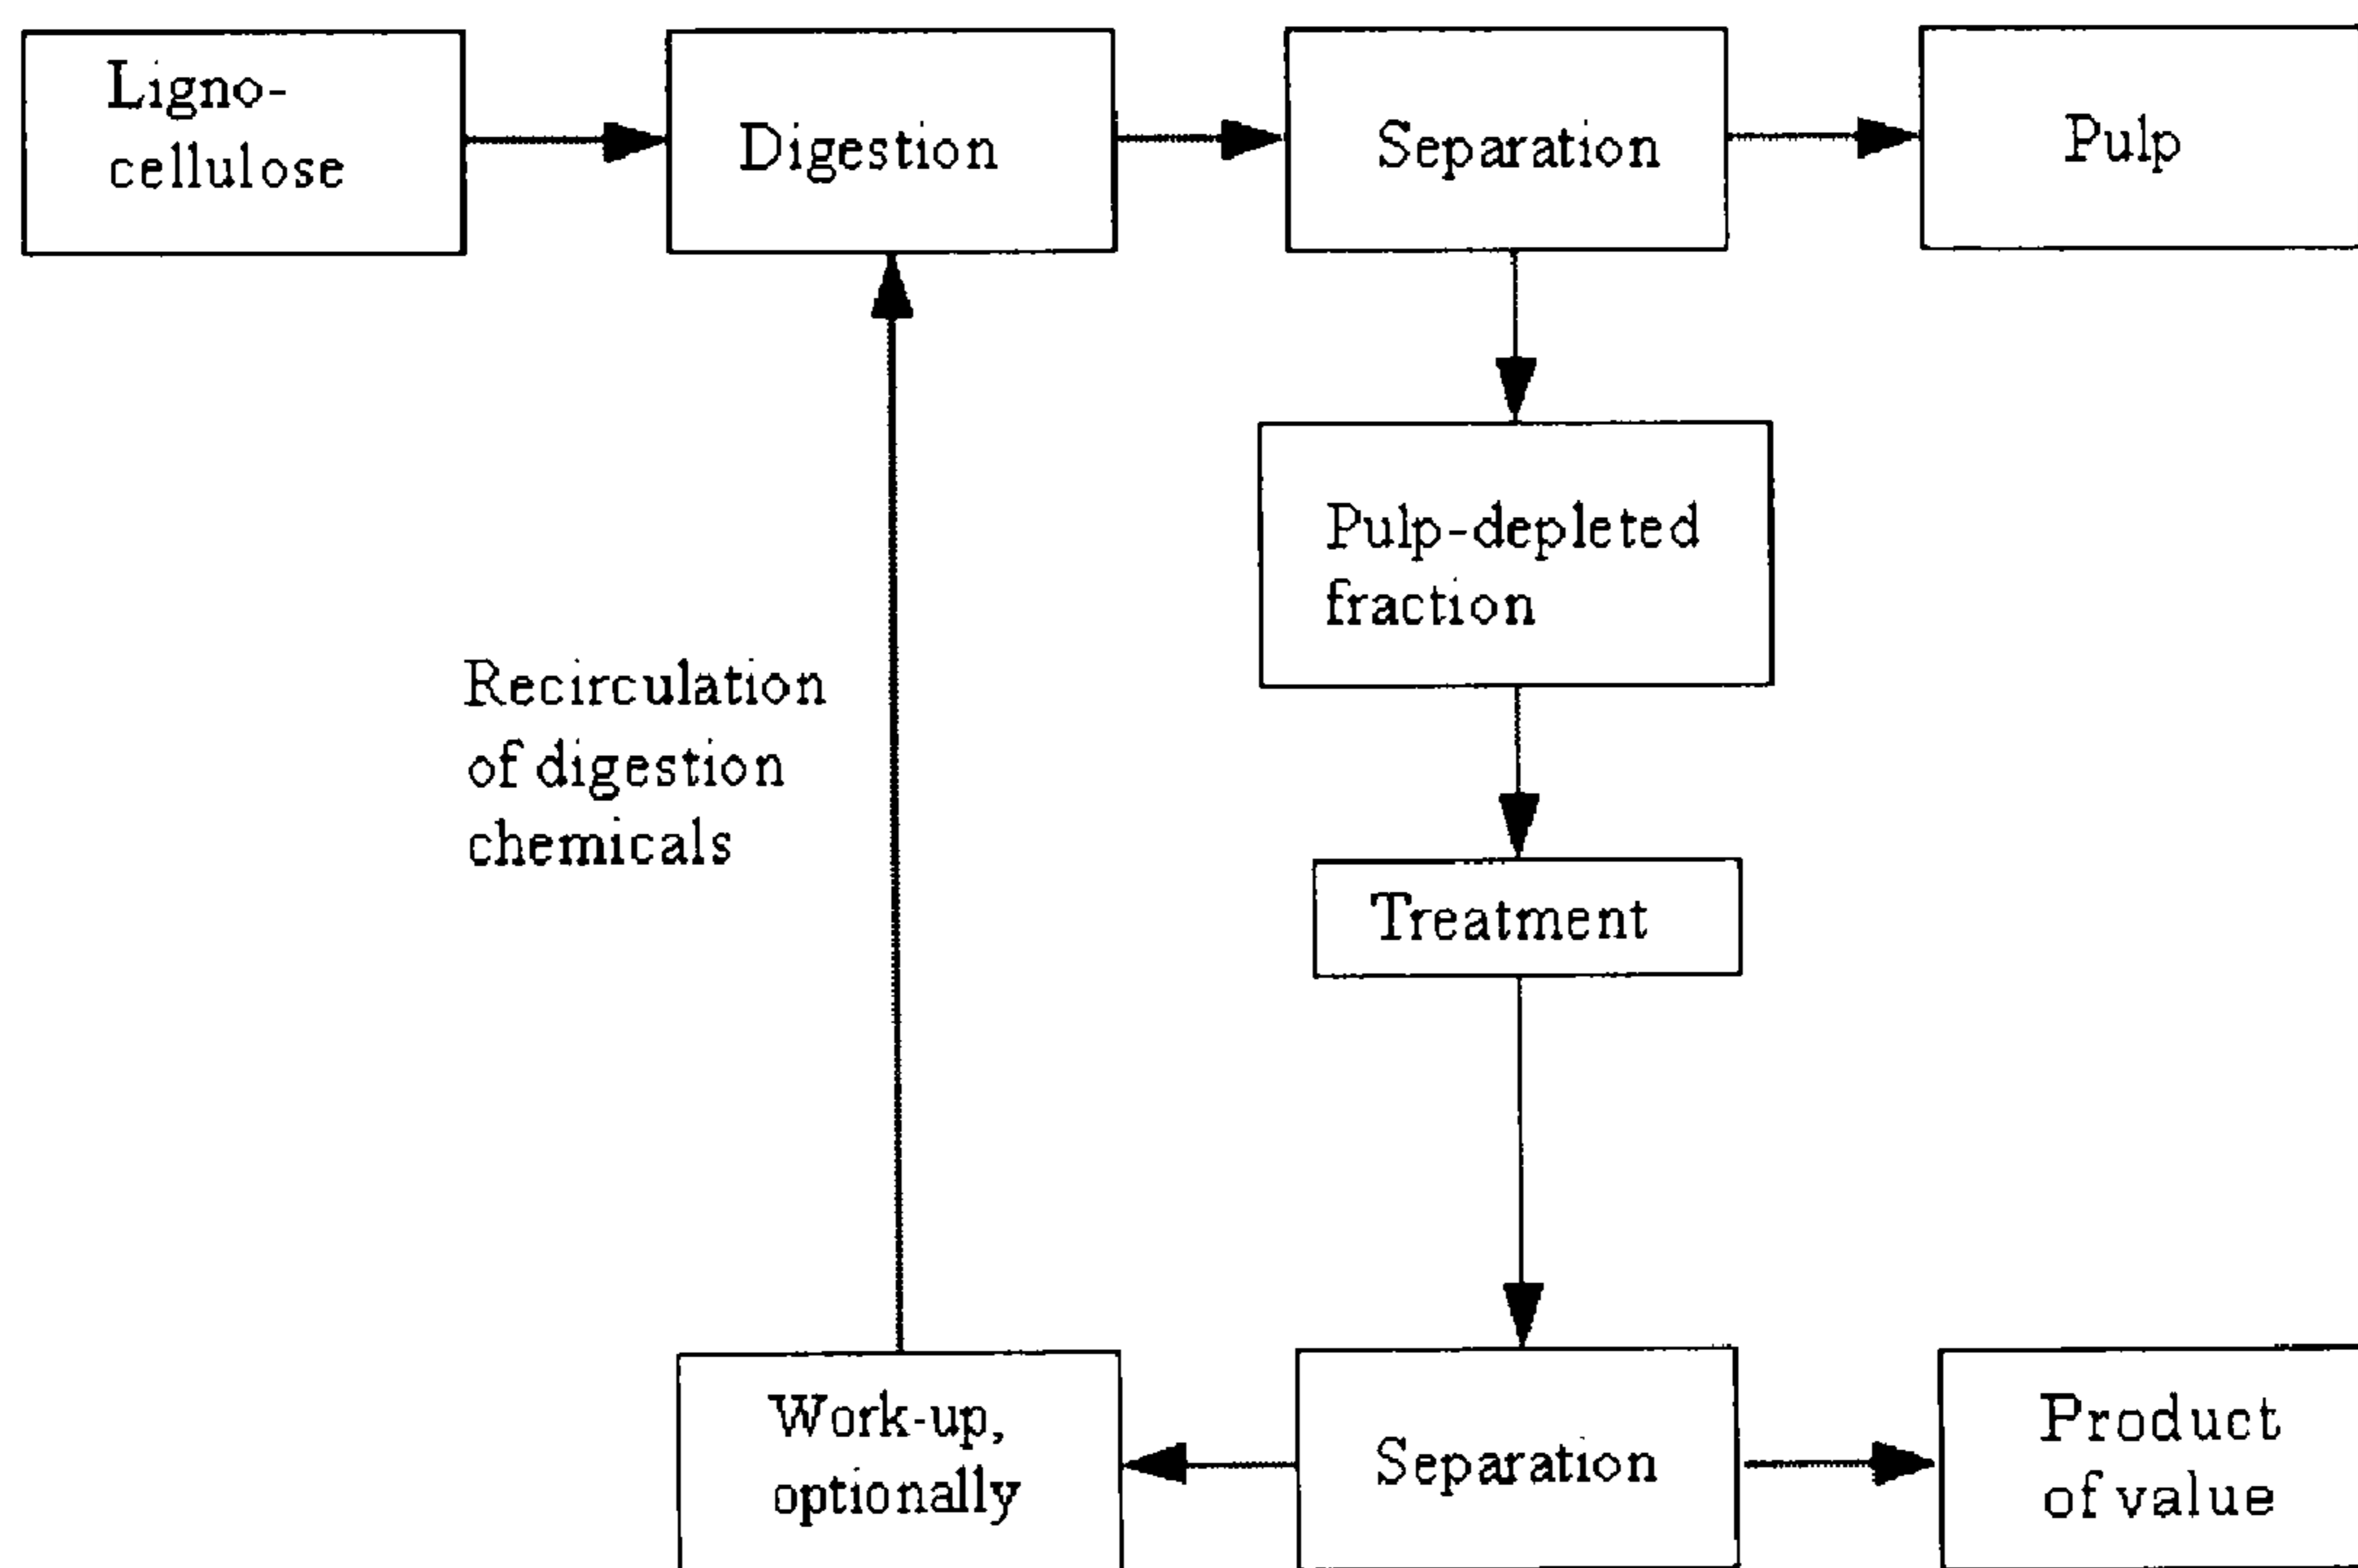 Ligno-
cellulose
Digestion
Separation
Pulp
Pulp-depleted
fraction
Recirculation
of digestion
chemicals
Treatment
Work-up,
optionally
Separation
Product
of value